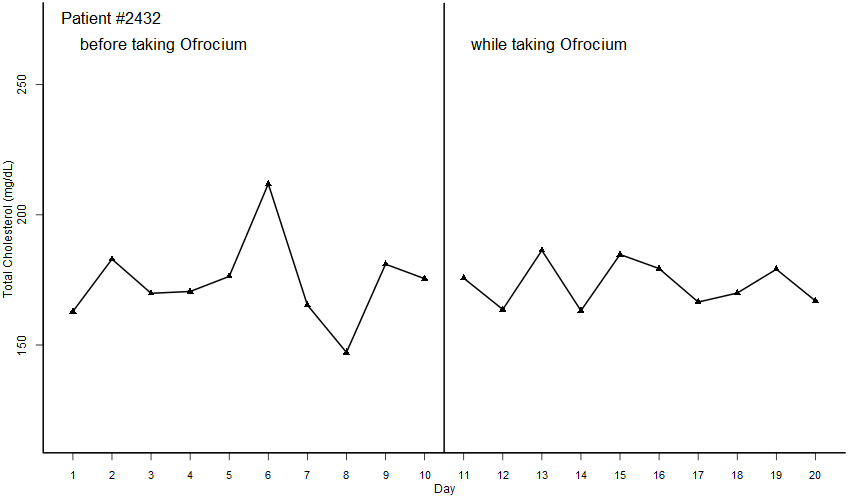 Patient #2432
before taking Ofrocium
while taking Ofrocium
Total Cholesterol (mg/dL)
250
200
150
1 2 3 4 5 6 7 8 9 10 11 12 13 14 15 16 17 18 19 20
Day